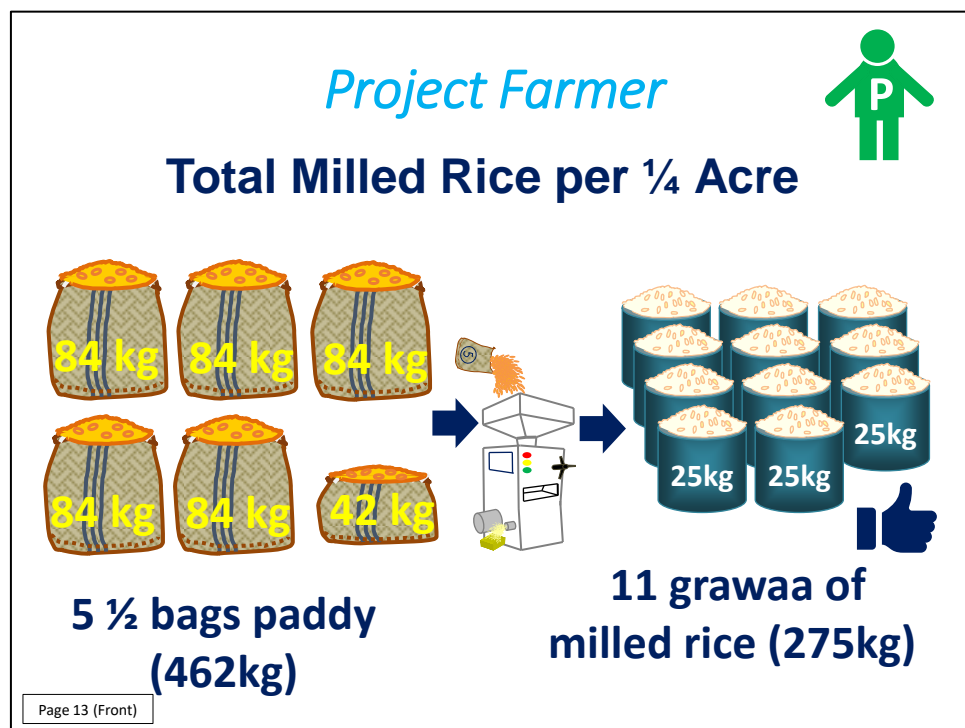 Project Farmer
P
Total Milled Rice per ¼ Acre
84 kg 84 kg 84 kg
5
84 kg 84 kg 42 kg
25kg
25kg 25kg
5 ½ bags paddy
(462kg)
11 grawaa of
milled rice (275kg)
Page 13 (Front)